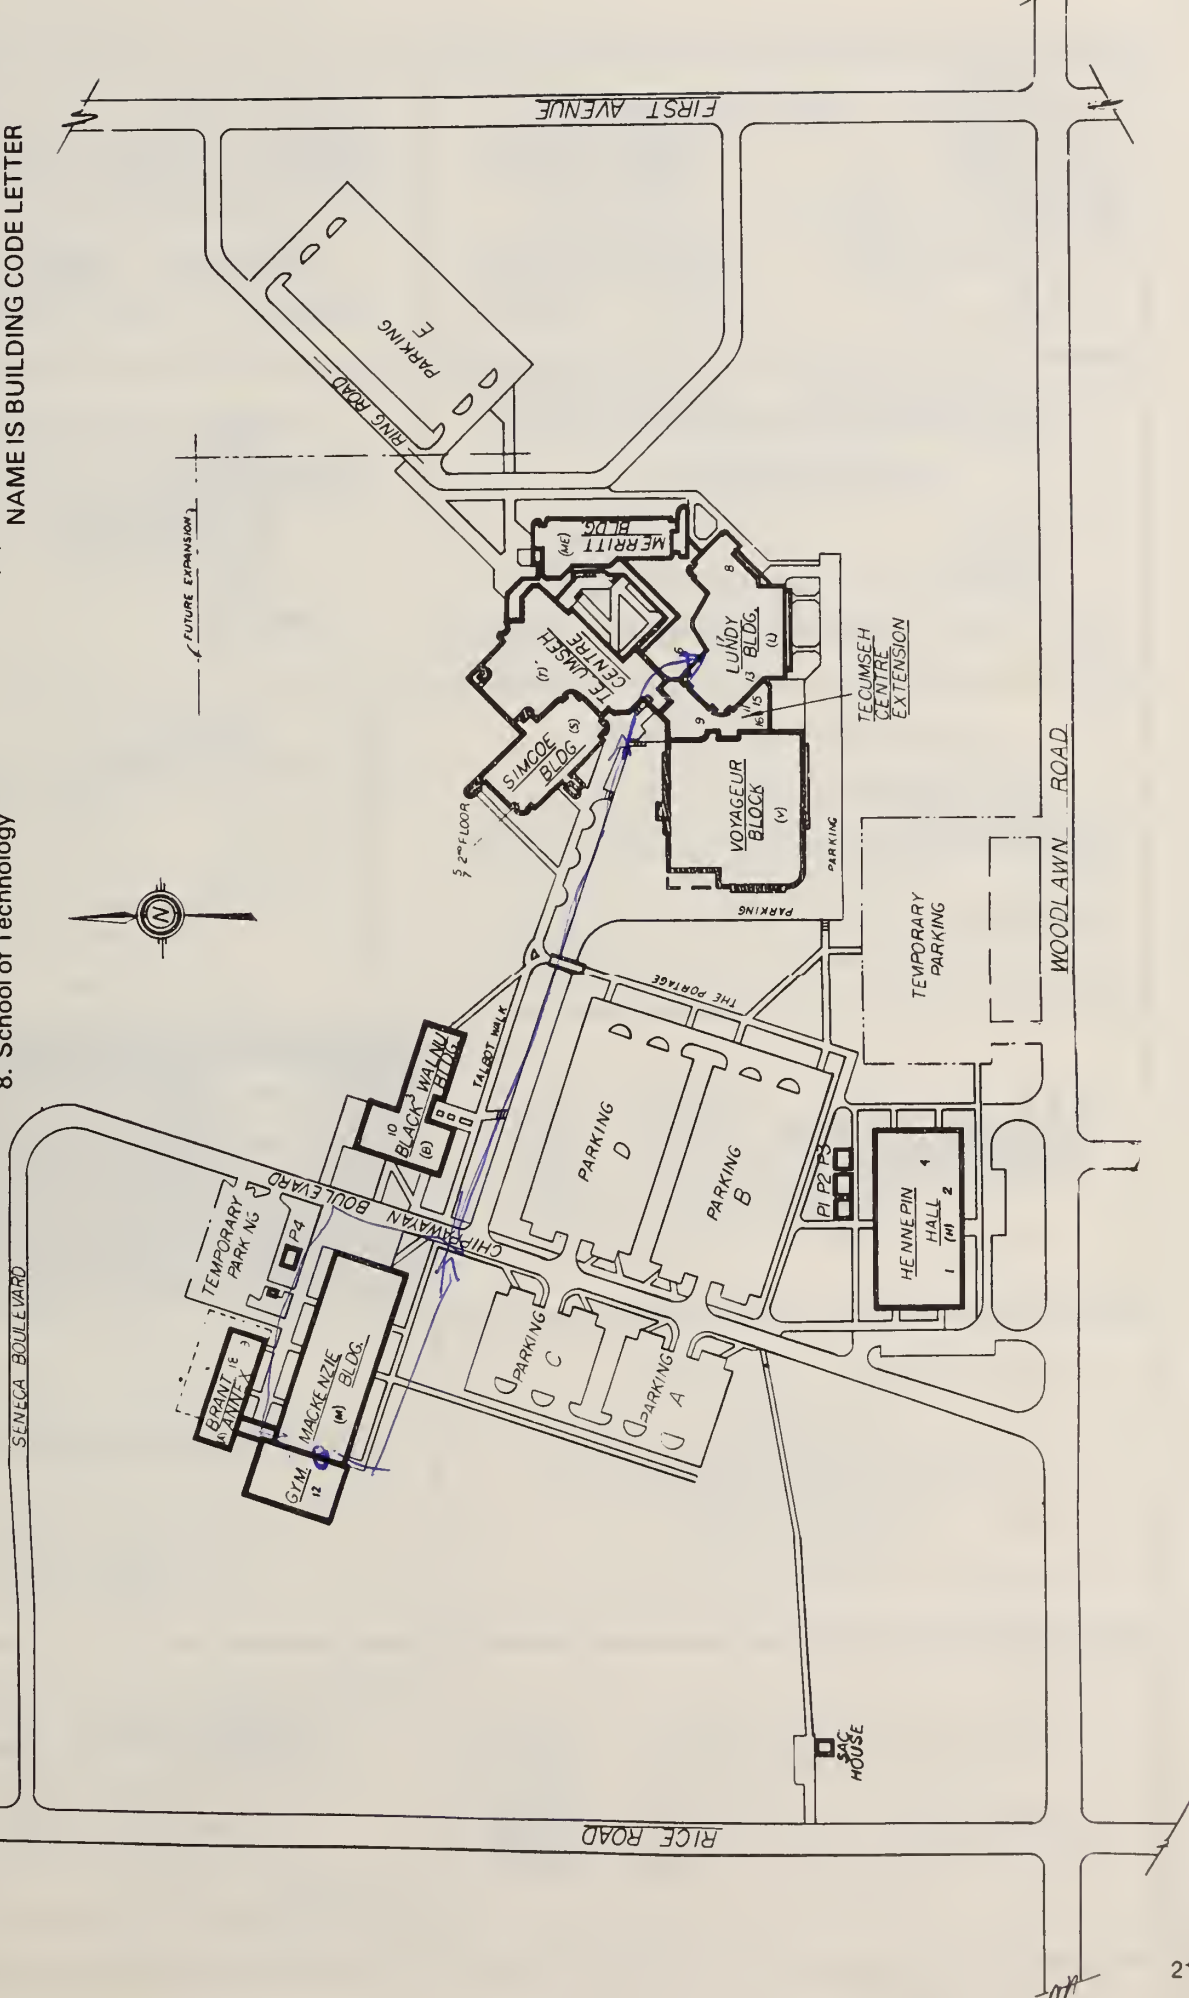 NAME IS BUILDING CODE LETTER
8. School of Technology
FIRST AVENUE
PARKING
E
RING ROAD
FUTURE EXPANSION
MERRITT
BLDG
(ME)
TECUMSEH
CENTRE
(T)
SIMCOE
BLDG
(S)
5 2ND FLOOR
7
LUNDY
BLDG.
(L)
8
6
13
11
16 15
9
TECUMSEH
CENTRE
EXTENSION
VOYAGEUR
BLOCK
(V)
PARKING
PARKING
N
TEMPORARY
PARKING
WOODLAWN ROAD
THE PORTAGE
TALBOT WALK
BLACK WALNUT
BLDG
(B)
10
3
PARKING
D
PARKING
B
P1 P2 P3
HENNEPIN
HALL
(H)
1
2
4
CHIPPAWAYAN BOULEVARD
TEMPORARY
PARKING
P4
SENECA BOULEVARD
BRANT
ANNEX
(A)
MACKENZIE
BLDG.
(M)
GYM.
12
PARKING
C
PARKING
A
SAC
HOUSE
RICE ROAD